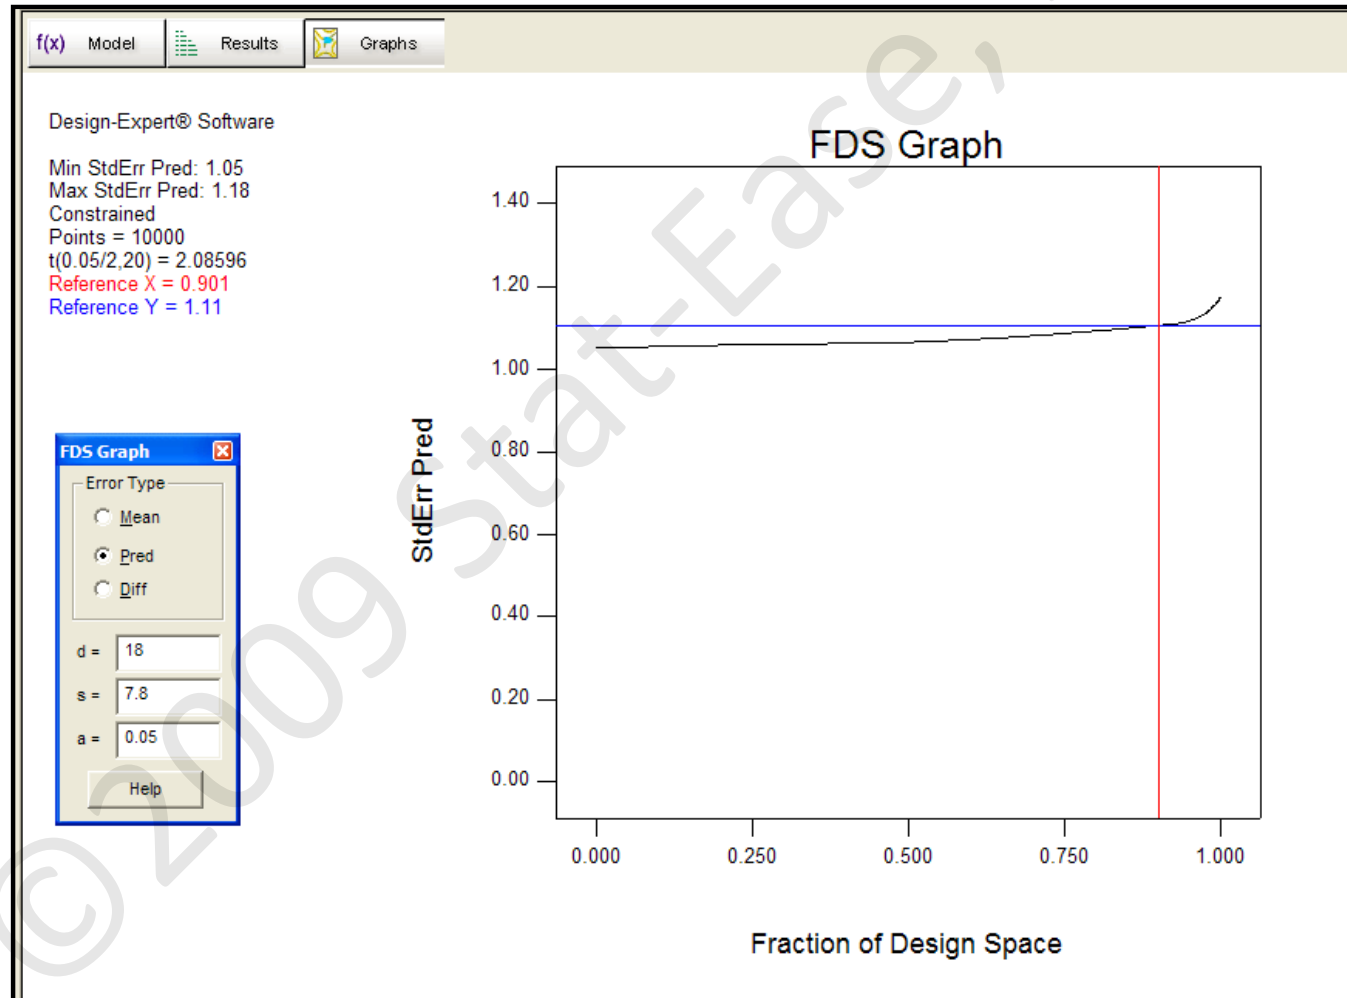 f(x) Model Results Graphs
Design-Expert® Software
Min StdErr Pred: 1.05
Max StdErr Pred: 1.18
Constrained
Points = 10000
t(0.05/2,20) = 2.08596
Reference X = 0.901
Reference Y = 1.11
FDS Graph
Error Type
Mean
Pred
Diff
d = 18
s = 7.8
a = 0.05
Help
FDS Graph
StdErr Pred
1.40
1.20
1.00
0.80
0.60
0.40
0.20
0.00
0.000 0.250 0.500 0.750 1.000
Fraction of Design Space
©2009 Stat-Ease,